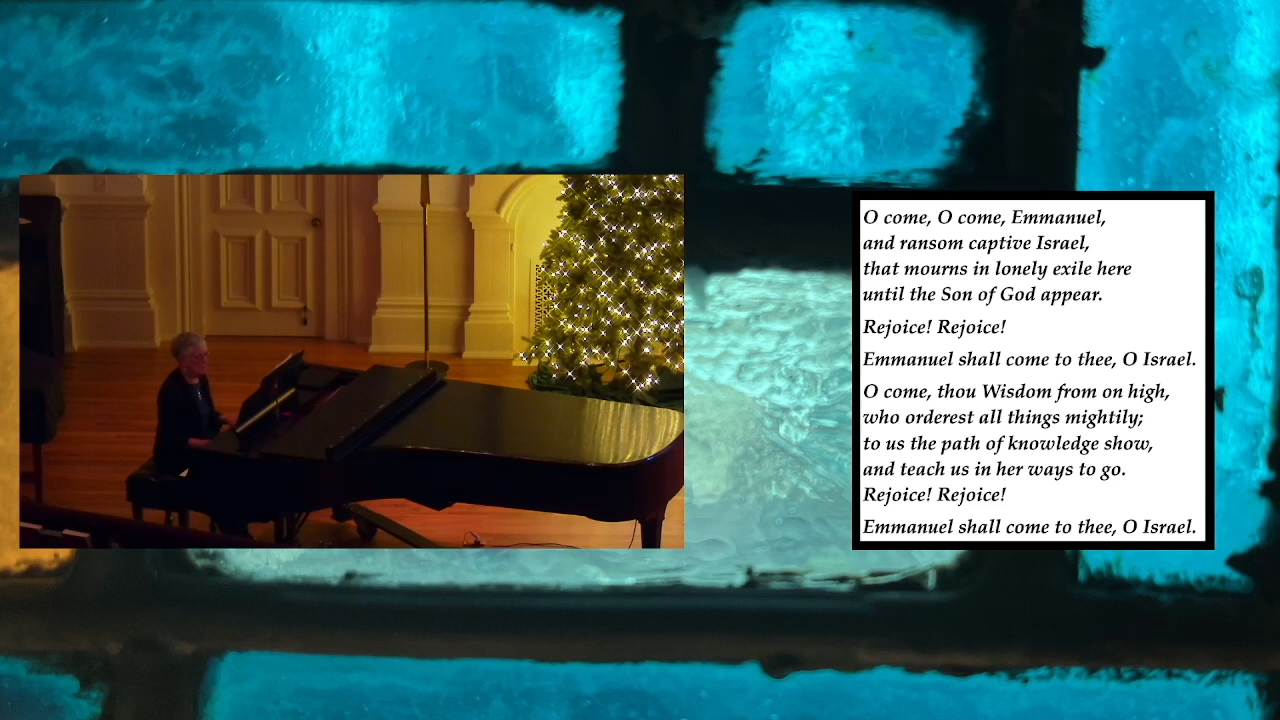 O come, O come, Emmanuel,
and ransom captive Israel,
that mourns in lonely exile here
until the Son of God appear.
Rejoice! Rejoice!
Emmanuel shall come to thee, O Israel.
O come, thou Wisdom from on high,
who orderest all things mightily;
to us the path of knowledge show,
and teach us in her ways to go.
Rejoice! Rejoice!
Emmanuel shall come to thee, O Israel.